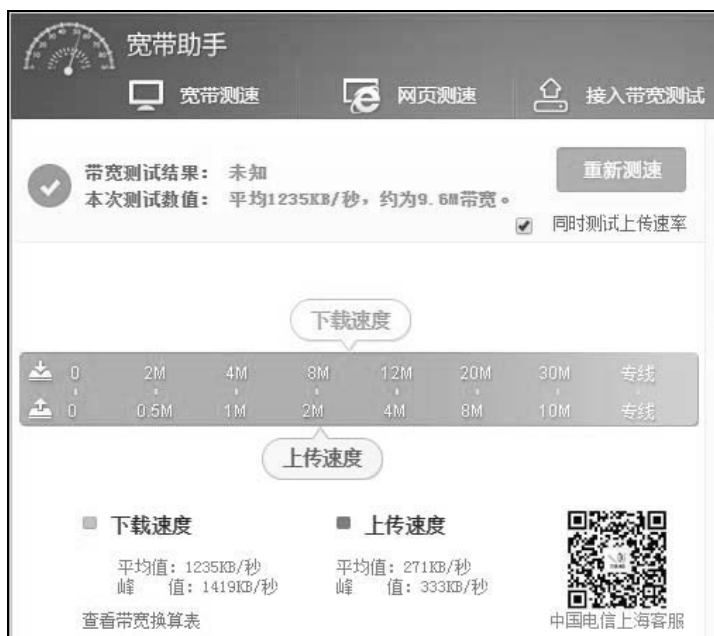 宽带助手
宽带测速 网页测速 接入带宽测试
带宽测试结果: 未知
重新测速
本次测试数值: 平均1235KB/秒，约为9.6M带宽。
同时测试上传速率
下载速度
0 2M 4M 8M 12M 20M 30M 专线
0 0.5M 1M 2M 4M 8M 10M 专线
上传速度
下载速度 上传速度
平均值: 1235KB/秒 平均值: 271KB/秒
峰 值: 1419KB/秒 峰 值: 333KB/秒
查看带宽换算表
中国电信上海客服